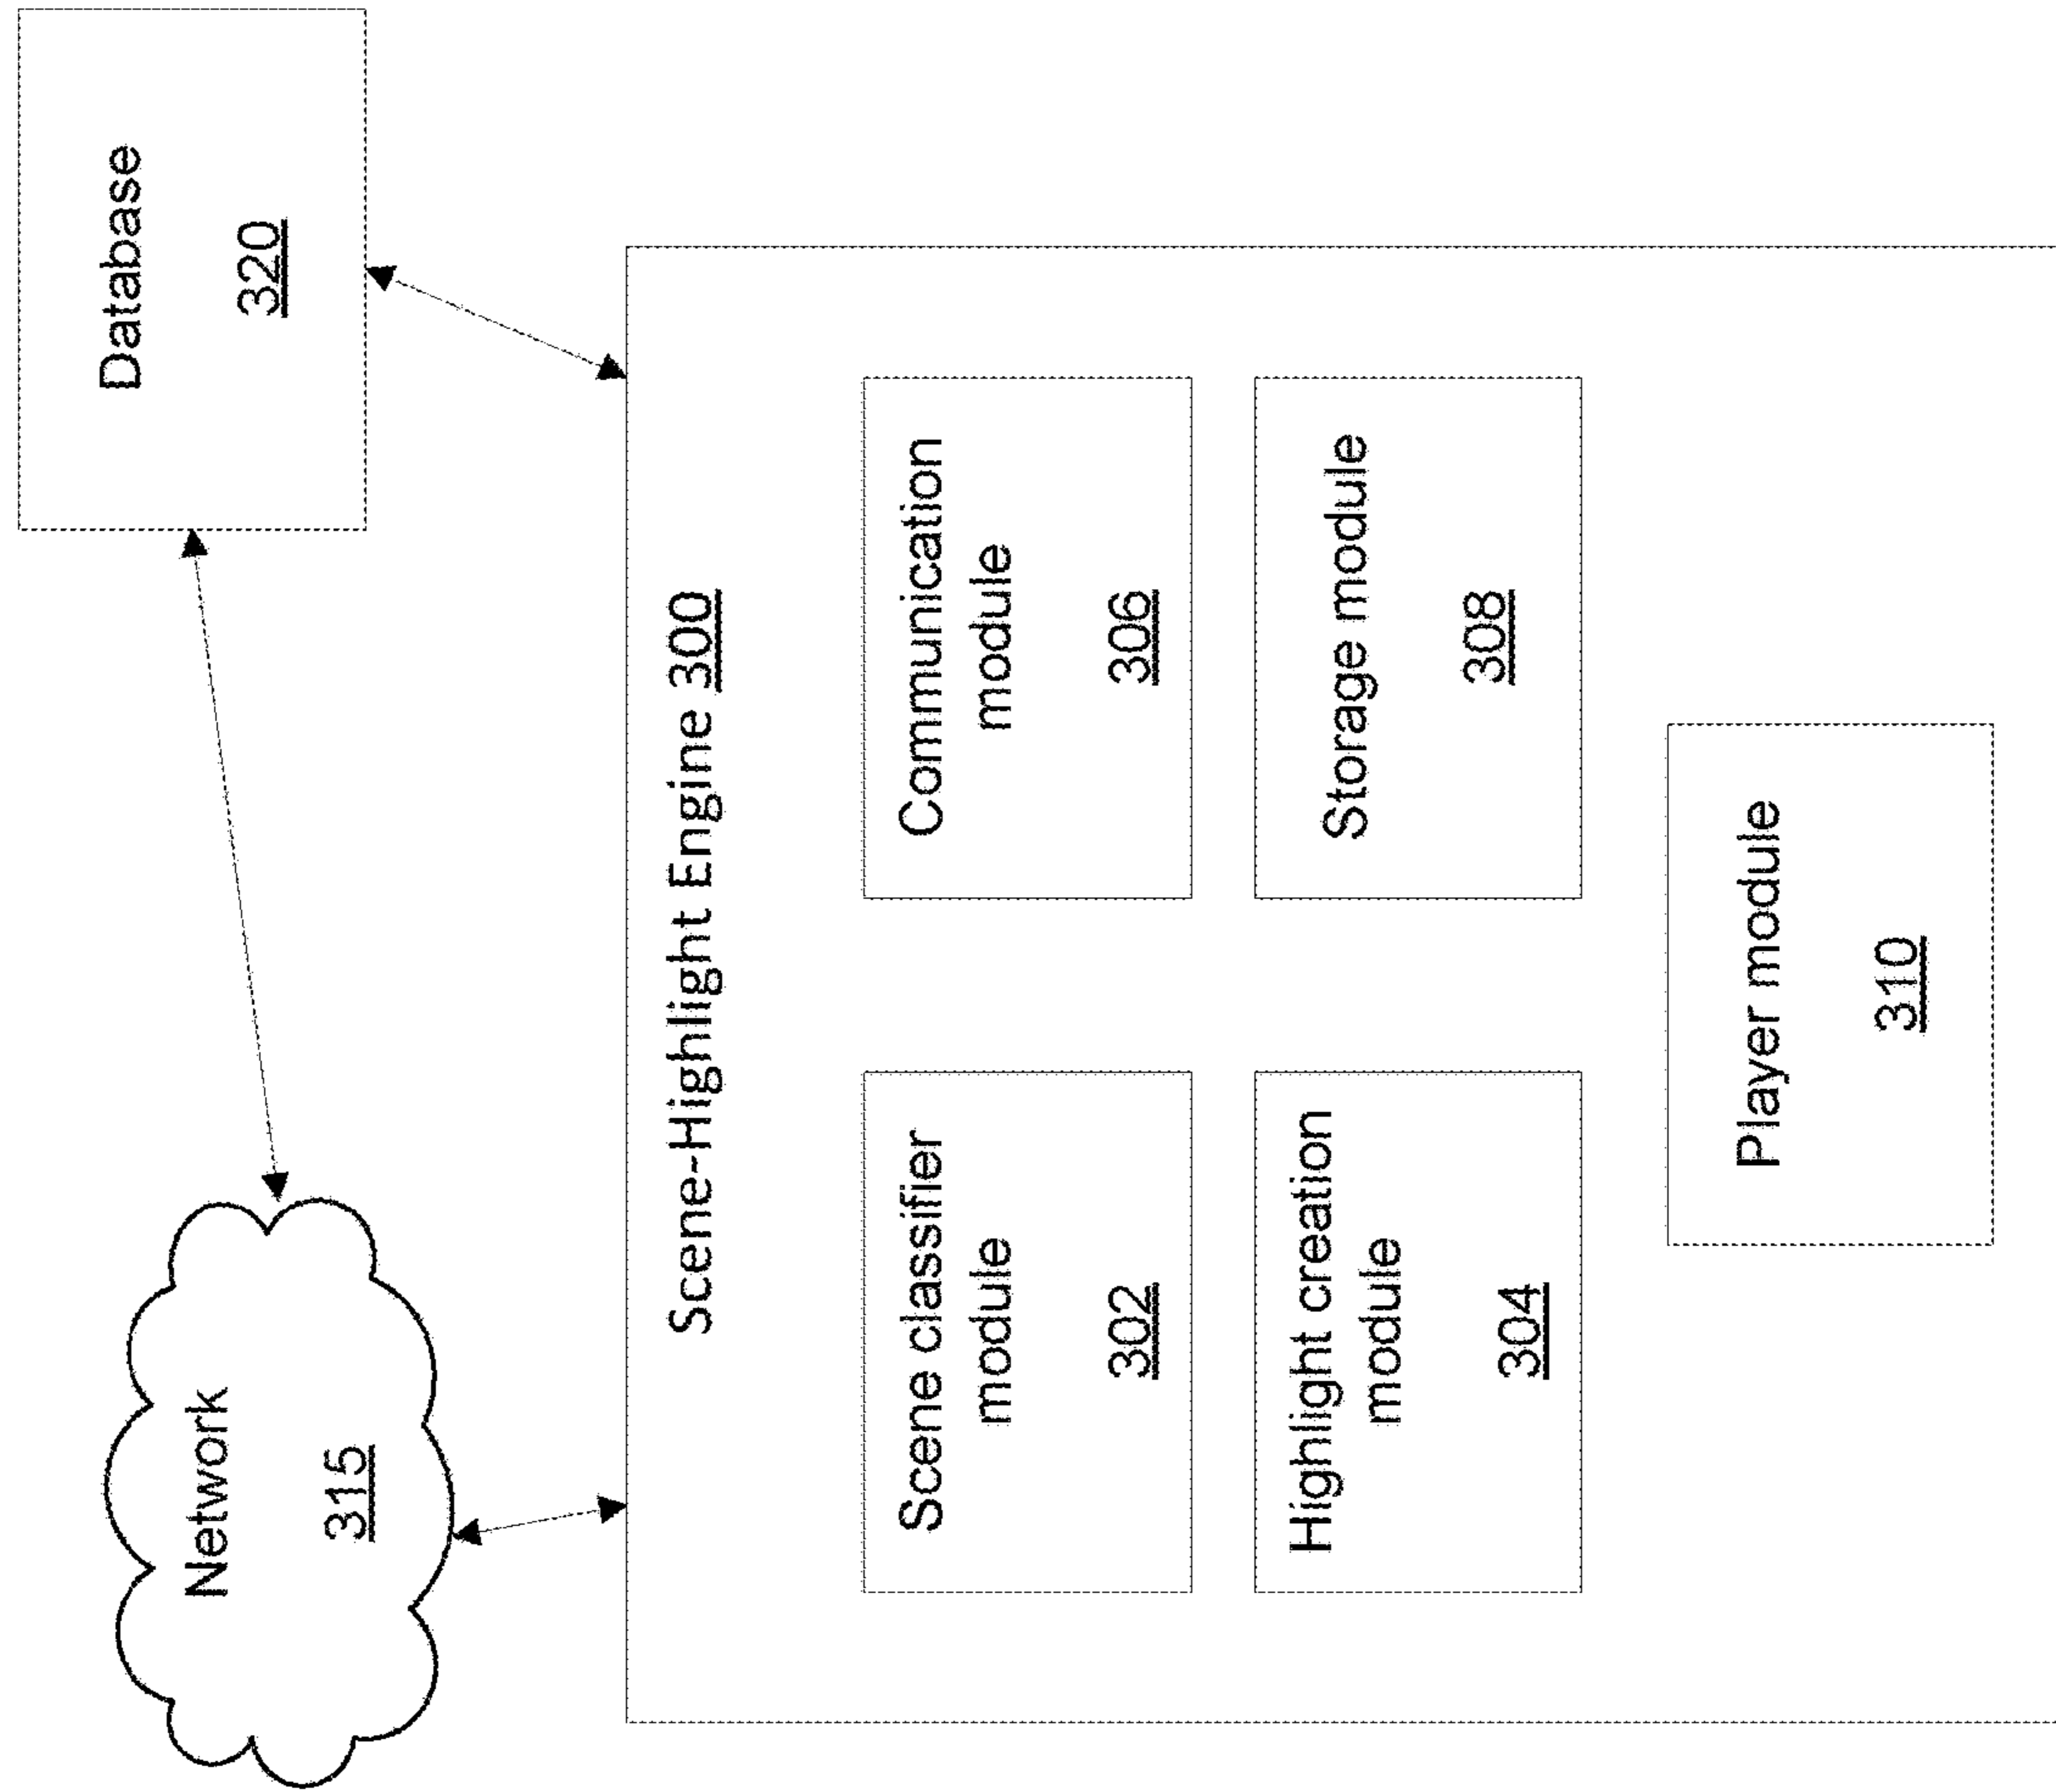 Network
315
Database
320
Scene-Highlight Engine 300
Scene classifier
module
302
Communication
module
306
Highlight creation
module
304
Storage module
308
Player module
310